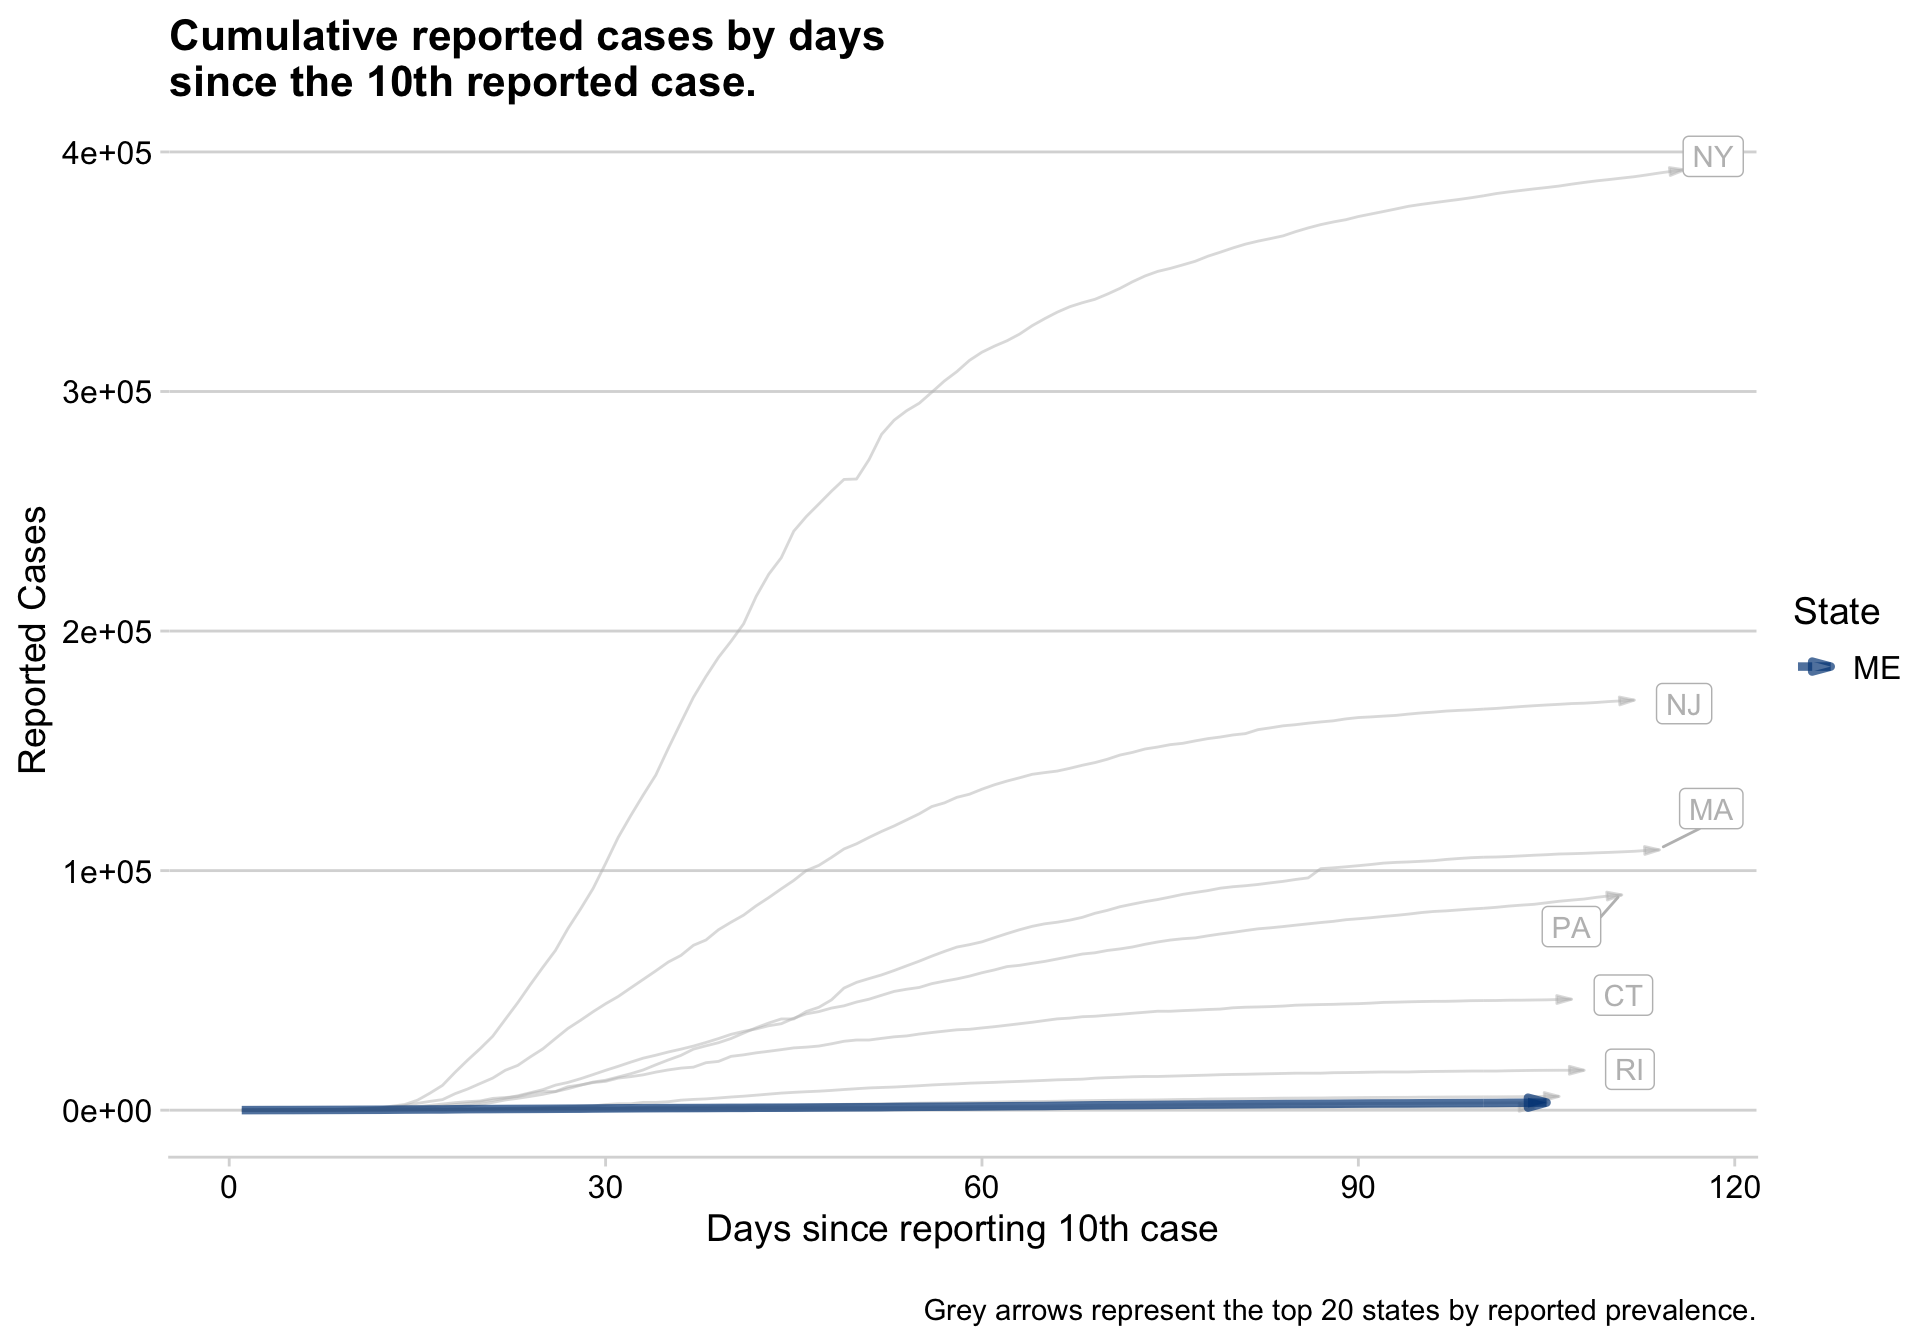 Cumulative reported cases by days
since the 10th reported case.
4e+05
3e+05
2e+05
1e+05
0e+00
Reported Cases
NY
NJ
MA
PA
CT
RI
State
ME
0 30 60 90 120
Days since reporting 10th case
Grey arrows represent the top 20 states by reported prevalence.